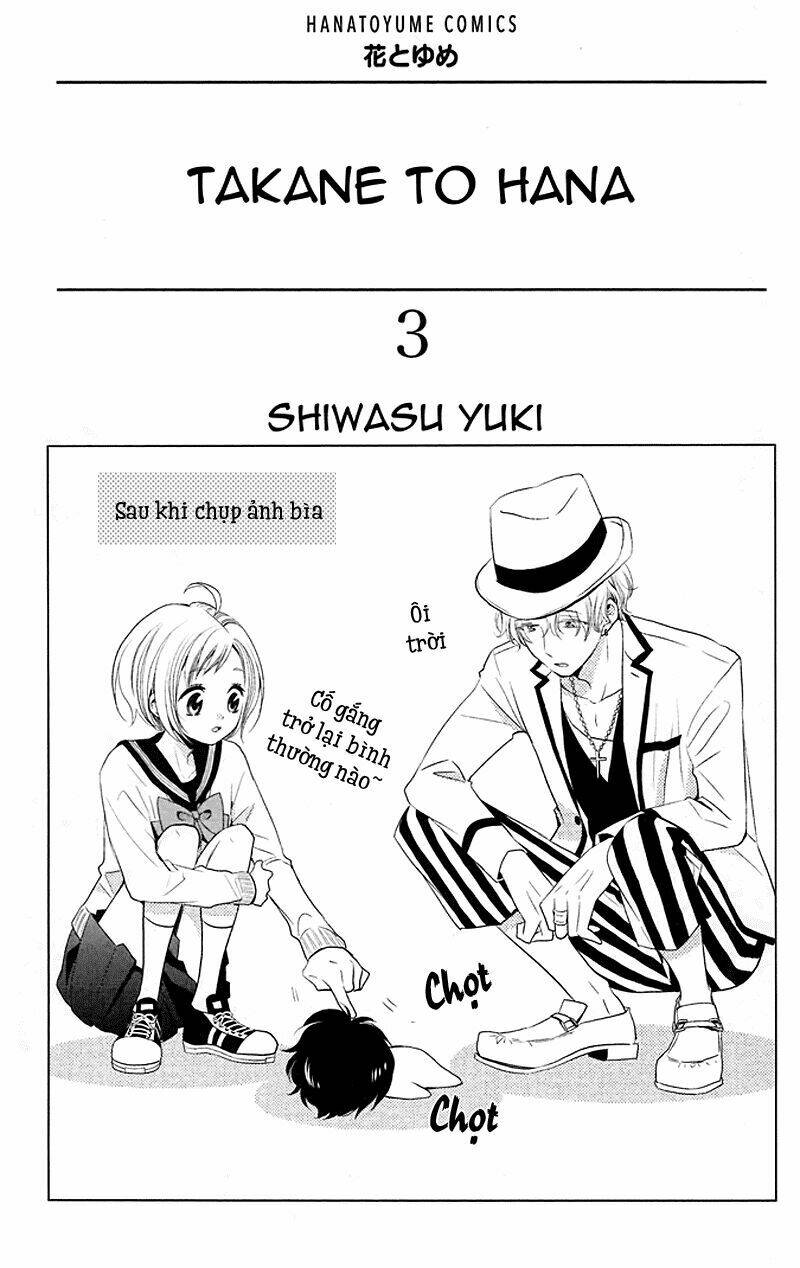 HANATOYUME COMICS
花とゆめ
TAKANE TO HANA
3
SHIWASU YUKI
Sau khi chụp ảnh bìa
Ôi
trời
Cố gắng
trở lại bình
thường nào~
Chọt
Chọt